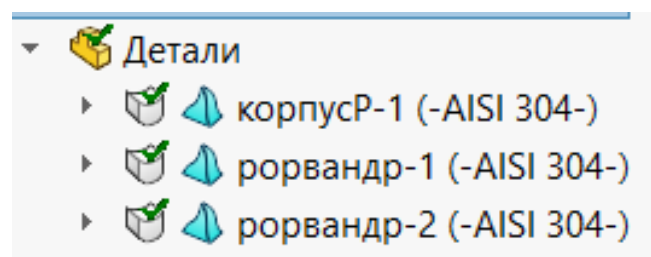 Детали
корпусР-1 (-AISI 304-)
рорвандр-1 (-AISI 304-)
рорвандр-2 (-AISI 304-)